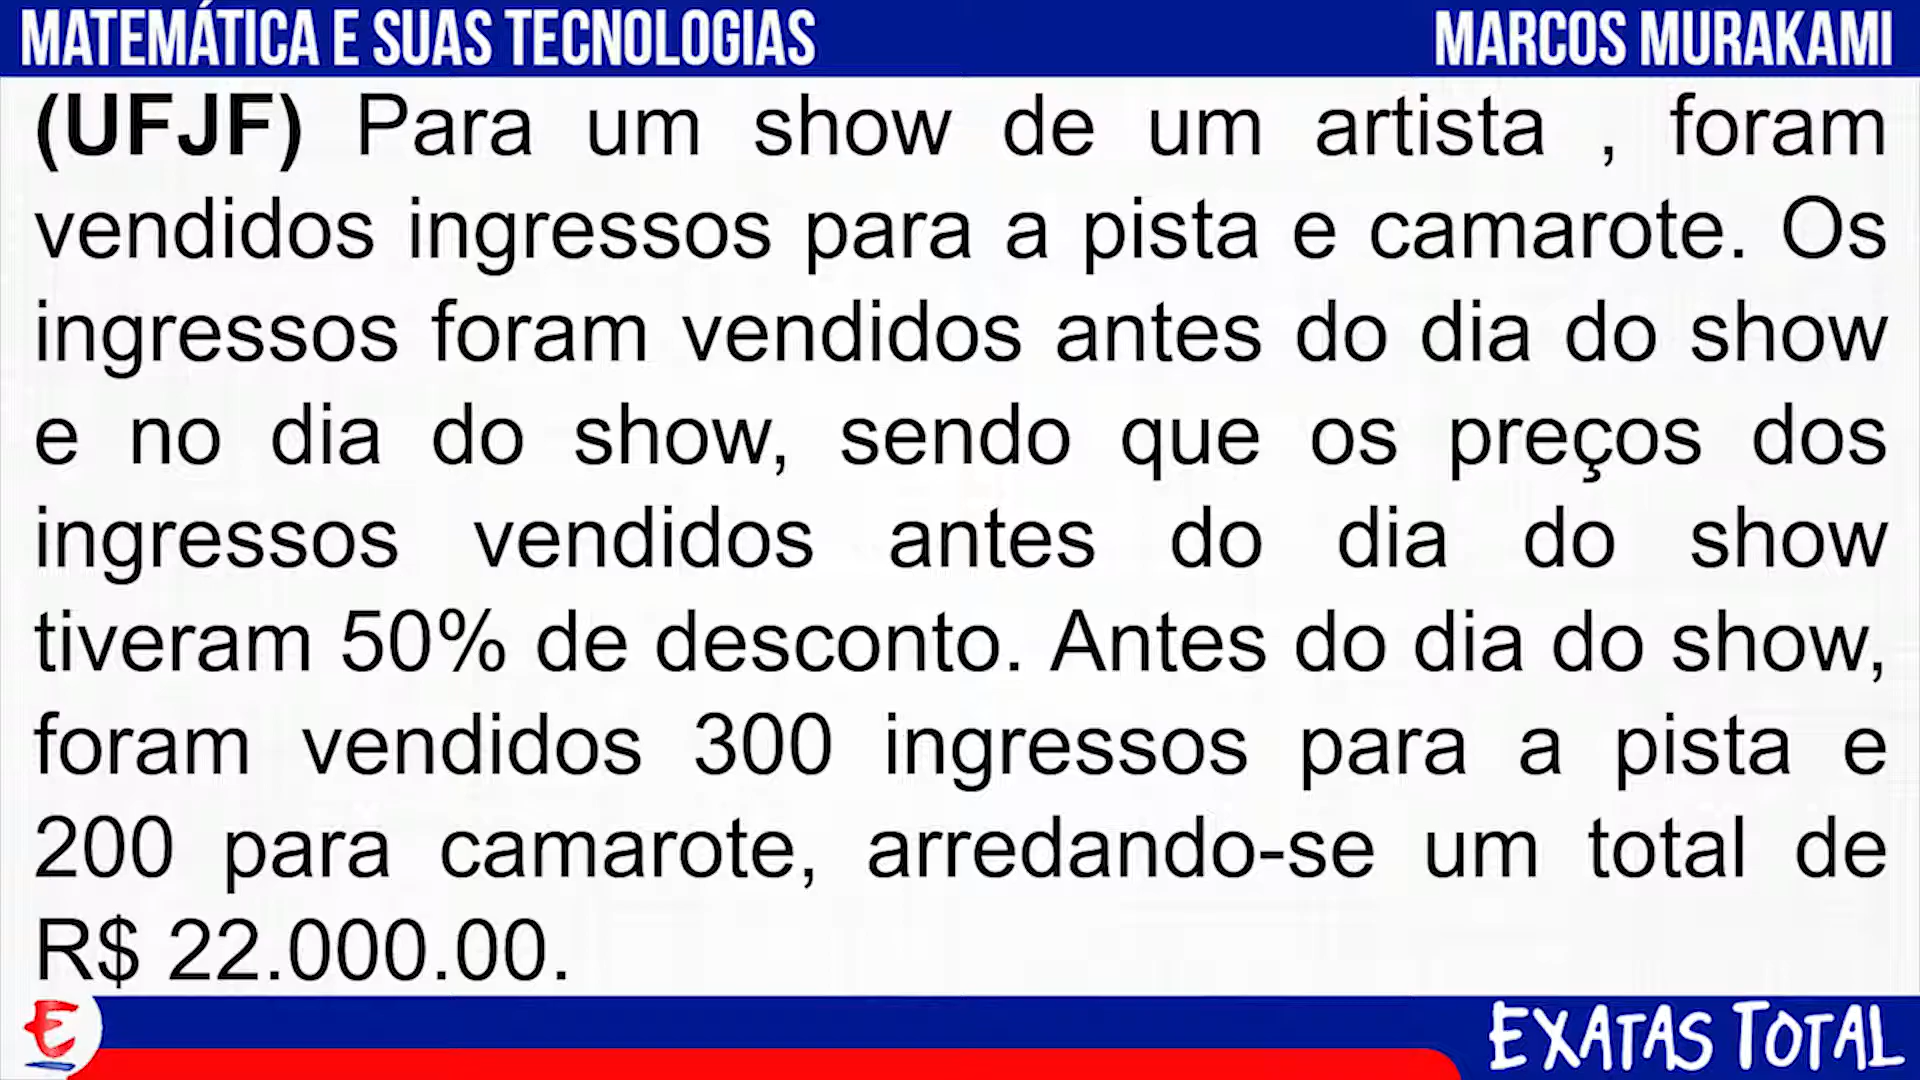 MATEMÁTICA E SUAS TECNOLOGIAS
MARCOS MURAKAMI
(UFJF) Para um show de um artista , foram
vendidos ingressos para a pista e camarote. Os
ingressos foram vendidos antes do dia do show
e no dia do show, sendo que os preços dos
ingressos vendidos antes do dia do show
tiveram 50% de desconto. Antes do dia do show,
foram vendidos 300 ingressos para a pista e
200 para camarote, arredando-se um total de
R$ 22.000.00.
E
EXATAS TOTAL